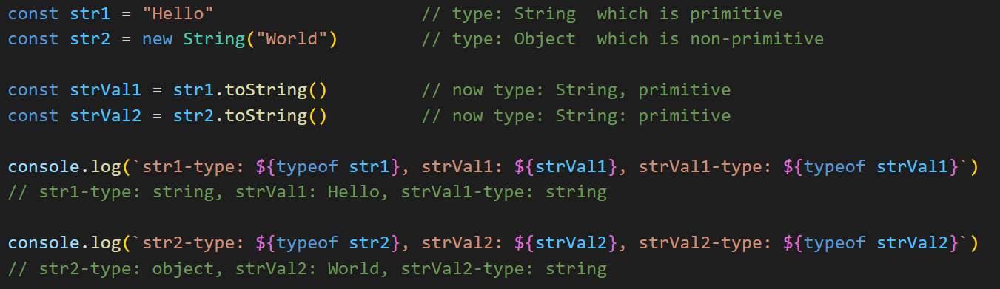 const str1 = "Hello"                    // type: String  which is primitive
const str2 = new String("World")        // type: Object  which is non-primitive
const strVal1 = str1.toString()         // now type: String, primitive
const strVal2 = str2.toString()         // now type: String: primitive
console.log(`str1-type: ${typeof str1}, strVal1: ${strVal1}, strVal1-type: ${typeof strVal1}`)
// str1-type: string, strVal1: Hello, strVal1-type: string
console.log(`str2-type: ${typeof str2}, strVal2: ${strVal2}, strVal2-type: ${typeof strVal2}`)
// str2-type: object, strVal2: World, strVal2-type: string